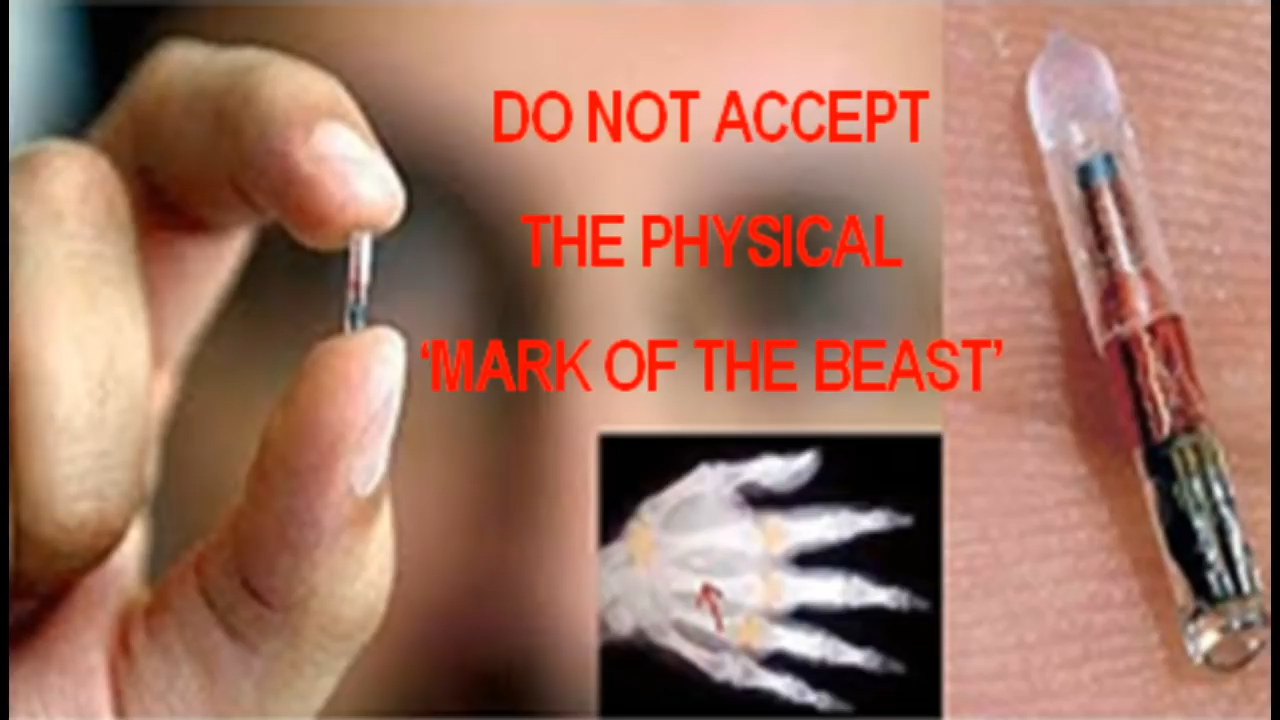 DO NOT ACCEPT
THE PHYSICAL
‘MARK OF THE BEAST’